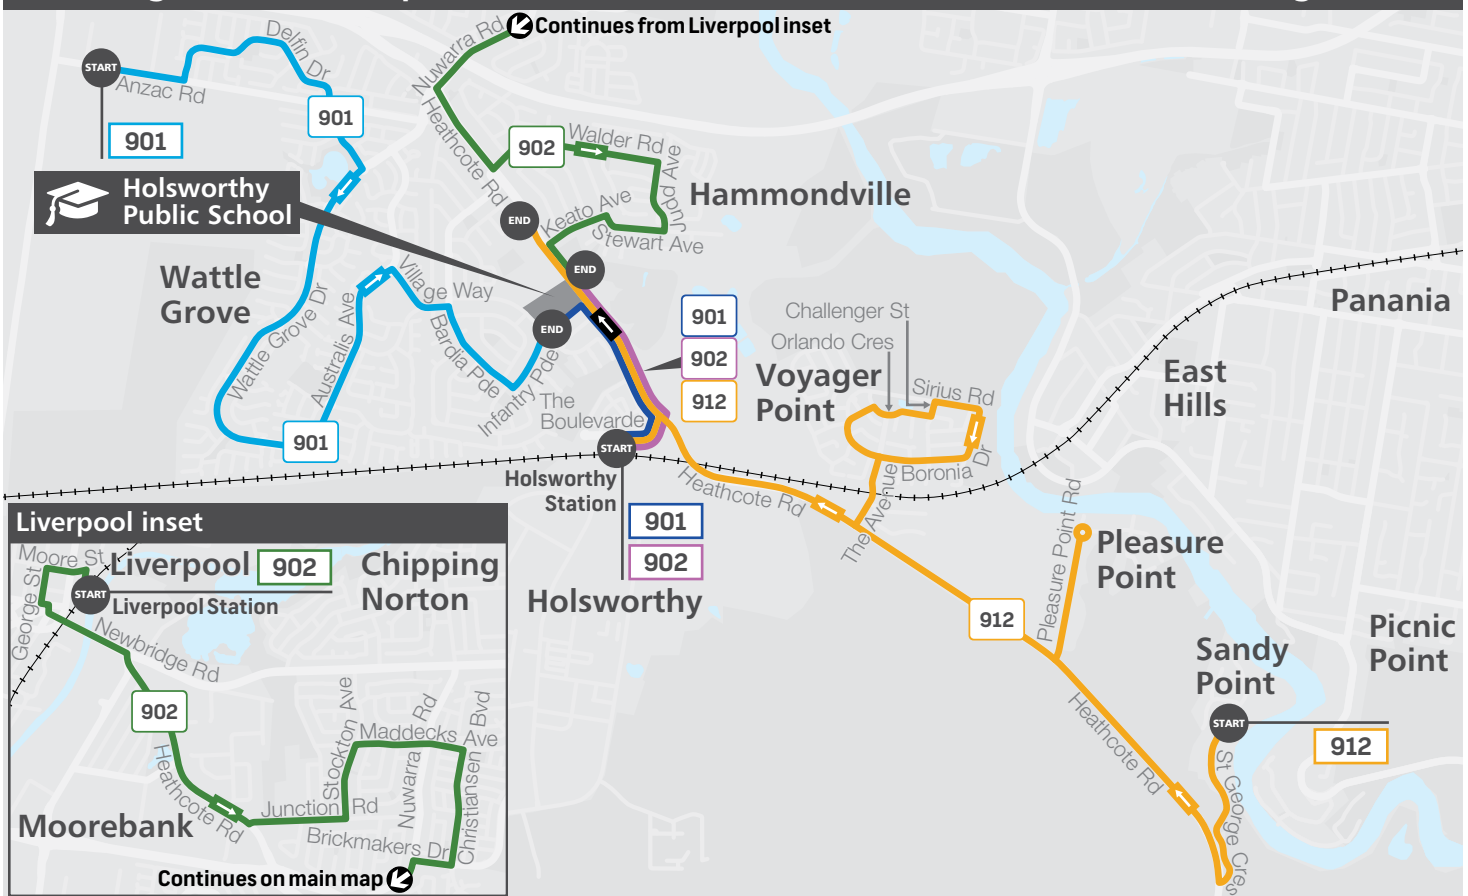 Continues from Liverpool inset
Nuwarra Rd
Delfin Dr
START
Anzac Rd
901
901
Heathcote Rd
902
Walder Rd
Judd Ave
Holsworthy
Public School
Hammondville
END
Keato Ave
Stewart Ave
Wattle
Grove
END
Village Way
Wattle Grove Dr
Australis Ave
Bardia Pde
END
Infantry Pde
901
902
912
Challenger St
Orlando Cres
Voyager
Point
Sirius Rd
Panania
East
Hills
The
Boulevarde
901
START
Boronia Dr
Holsworthy
Station
Heathcote Rd
The Avenue
901
902
Holsworthy
Pleasure Point Rd
Pleasure
Point
912
Picnic
Point
Sandy
Point
START
912
Heathcote Rd
St George Cres
Liverpool inset
Moore St
Liverpool
902
Chipping
Norton
START
Liverpool Station
George St
Newbridge Rd
902
Stockton Ave
Nuwarra Rd
Maddecks Ave
Christiansen Bvd
Heathcote Rd
Junction Rd
Moorebank
Brickmakers Dr
Continues on main map